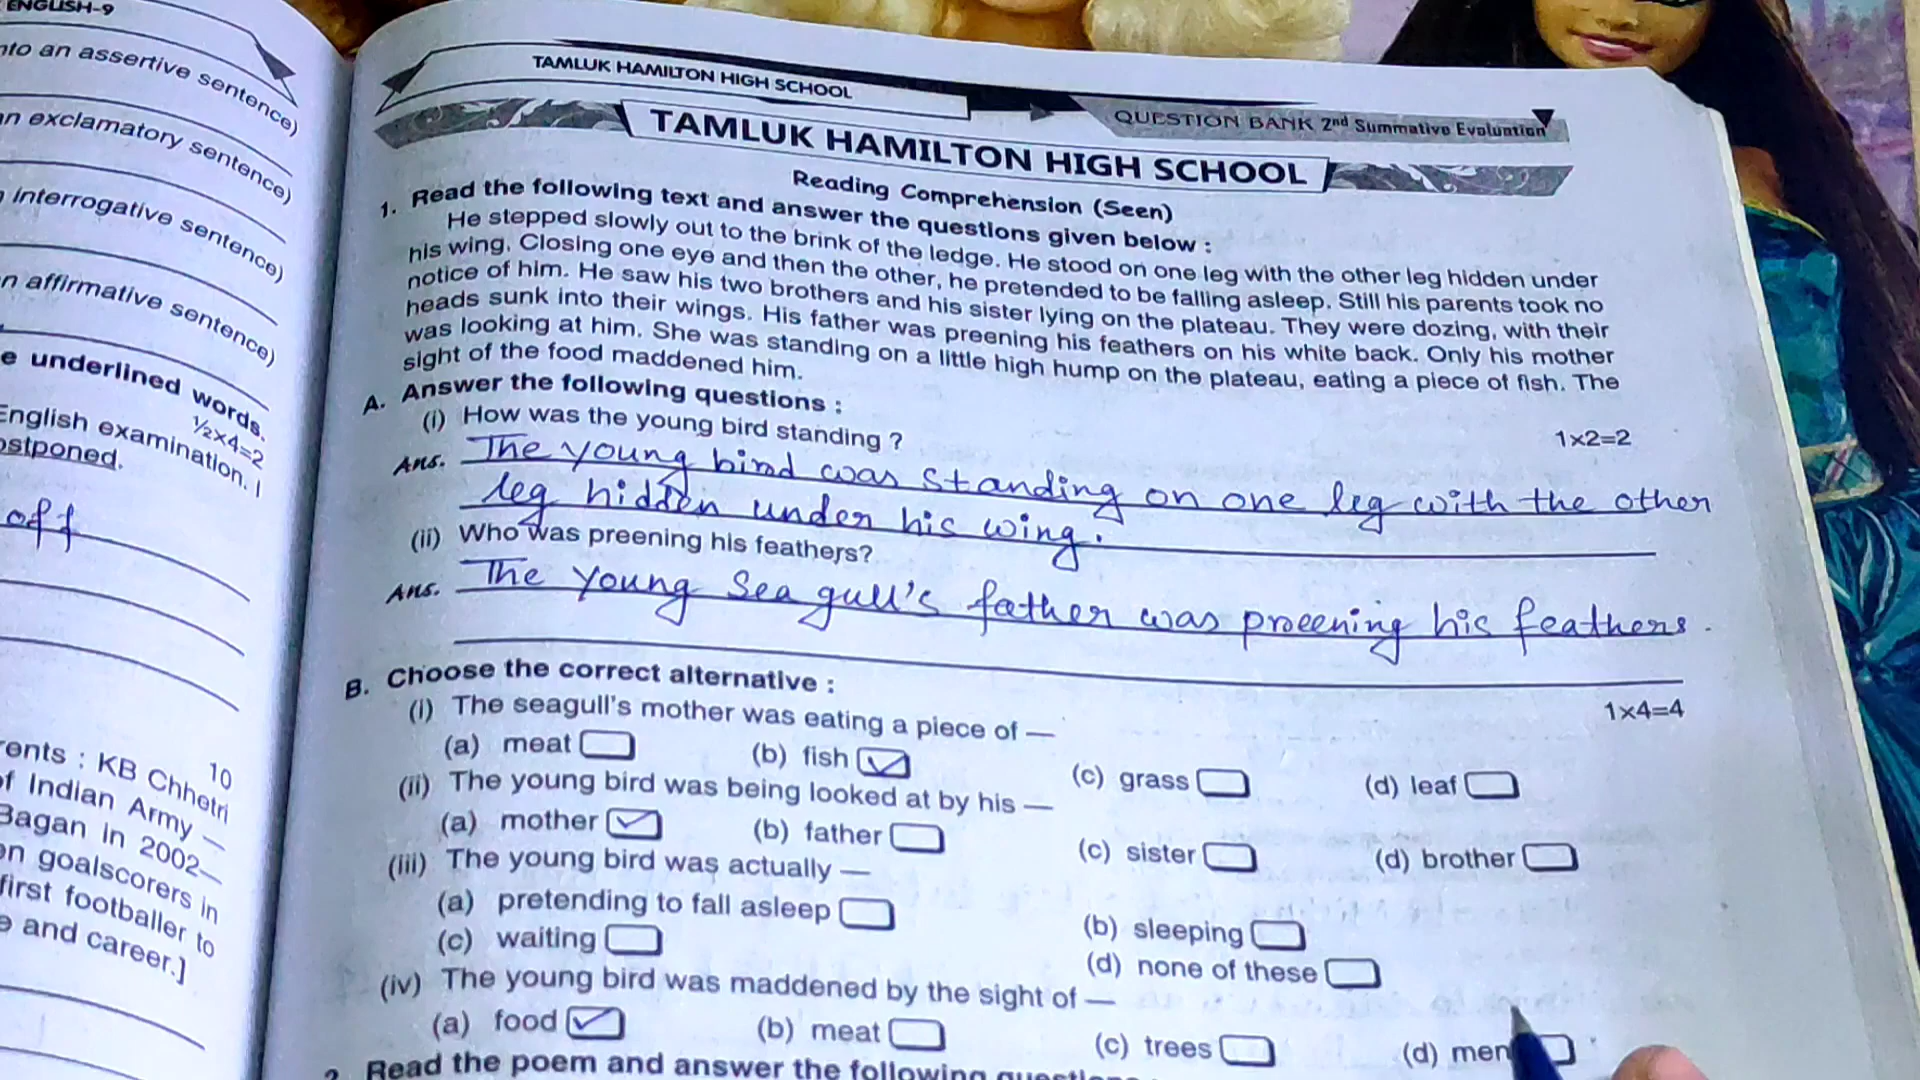 ENGLISH-9
nto an assertive sentence)
an exclamatory sentence)
interrogative sentence)
n affirmative sentence)
e underlined words.
½x4=2
English examination. I
ostponed.
off
10
rents : KB Chhetri
of Indian Army —
Bagan in 2002—
on goalscorers in
first footballer to
e and career.]
TAMLUK HAMILTON HIGH SCHOOL
QUESTION BANK 2nd Summative Evaluation
TAMLUK HAMILTON HIGH SCHOOL
Reading Comprehension (Seen)
1. Read the following text and answer the questions given below :
He stepped slowly out to the brink of the ledge. He stood on one leg with the other leg hidden under
his wing. Closing one eye and then the other, he pretended to be falling asleep. Still his parents took no
notice of him. He saw his two brothers and his sister lying on the plateau. They were dozing, with their
heads sunk into their wings. His father was preening his feathers on his white back. Only his mother
was looking at him. She was standing on a little high hump on the plateau, eating a piece of fish. The
sight of the food maddened him.
A. Answer the following questions :
1x2=2
(i) How was the young bird standing ?
Ans. The young bird was standing on one leg with the other
leg hidden under his wing.
(ii) Who was preening his feathers?
Ans. The young Sea gull's father was preening his feathers.
B. Choose the correct alternative :
1x4=4
(i) The seagull's mother was eating a piece of —
(a) meat (b) fish (c) grass (d) leaf
(ii) The young bird was being looked at by his —
(a) mother (b) father (c) sister (d) brother
(iii) The young bird was actually —
(a) pretending to fall asleep (b) sleeping
(c) waiting (d) none of these
(iv) The young bird was maddened by the sight of —
(a) food (b) meat (c) trees (d) men
2. Read the poem and answer the following